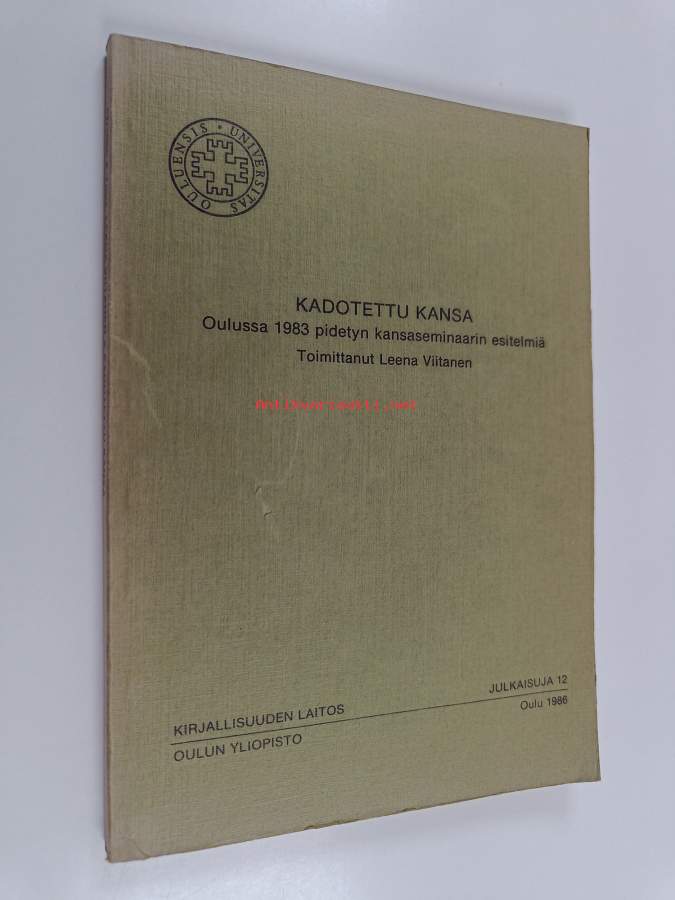 UNIVERSITAS OULUENSIS
KADOTETTU KANSA
Oulussa 1983 pidetyn kansaseminaarin esitelmiä
Toimittanut Leena Viitanen
Antikvariaatti.net
KIRJALLISUUDEN LAITOS
JULKAISUJA 12
OULUN YLIOPISTO
Oulu 1986